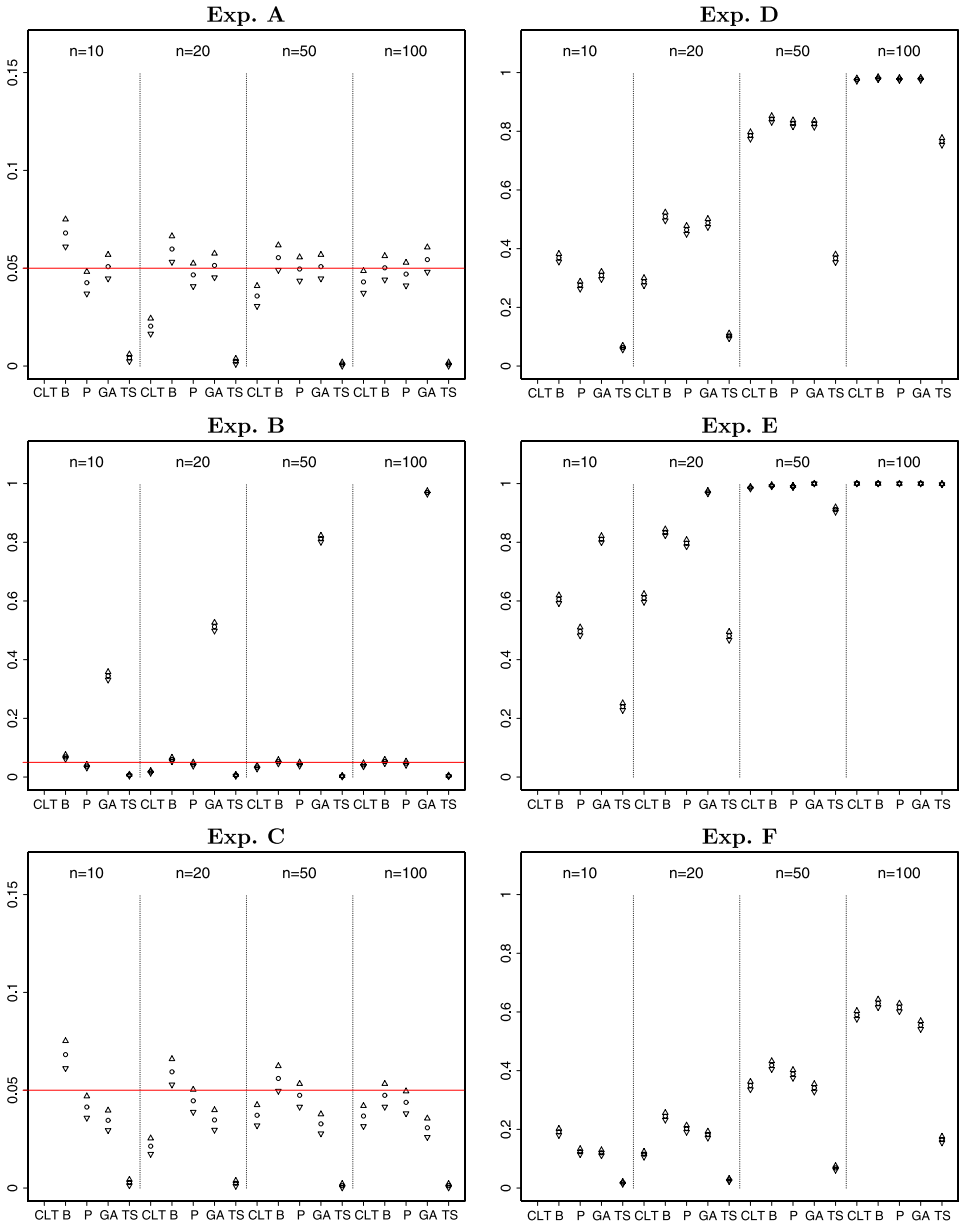 Exp. A
n=10 n=20 n=50 n=100
0.15
0.1
0.05
0
CLT B P GA TS CLT B P GA TS CLT B P GA TS CLT B P GA TS
Exp. D
n=10 n=20 n=50 n=100
1
0.8
0.6
0.4
0.2
0
CLT B P GA TS CLT B P GA TS CLT B P GA TS CLT B P GA TS
Exp. B
n=10 n=20 n=50 n=100
1
0.8
0.6
0.4
0.2
0
CLT B P GA TS CLT B P GA TS CLT B P GA TS CLT B P GA TS
Exp. E
n=10 n=20 n=50 n=100
1
0.8
0.6
0.4
0.2
0
CLT B P GA TS CLT B P GA TS CLT B P GA TS CLT B P GA TS
Exp. C
n=10 n=20 n=50 n=100
0.15
0.1
0.05
0
CLT B P GA TS CLT B P GA TS CLT B P GA TS CLT B P GA TS
Exp. F
n=10 n=20 n=50 n=100
1
0.8
0.6
0.4
0.2
0
CLT B P GA TS CLT B P GA TS CLT B P GA TS CLT B P GA TS